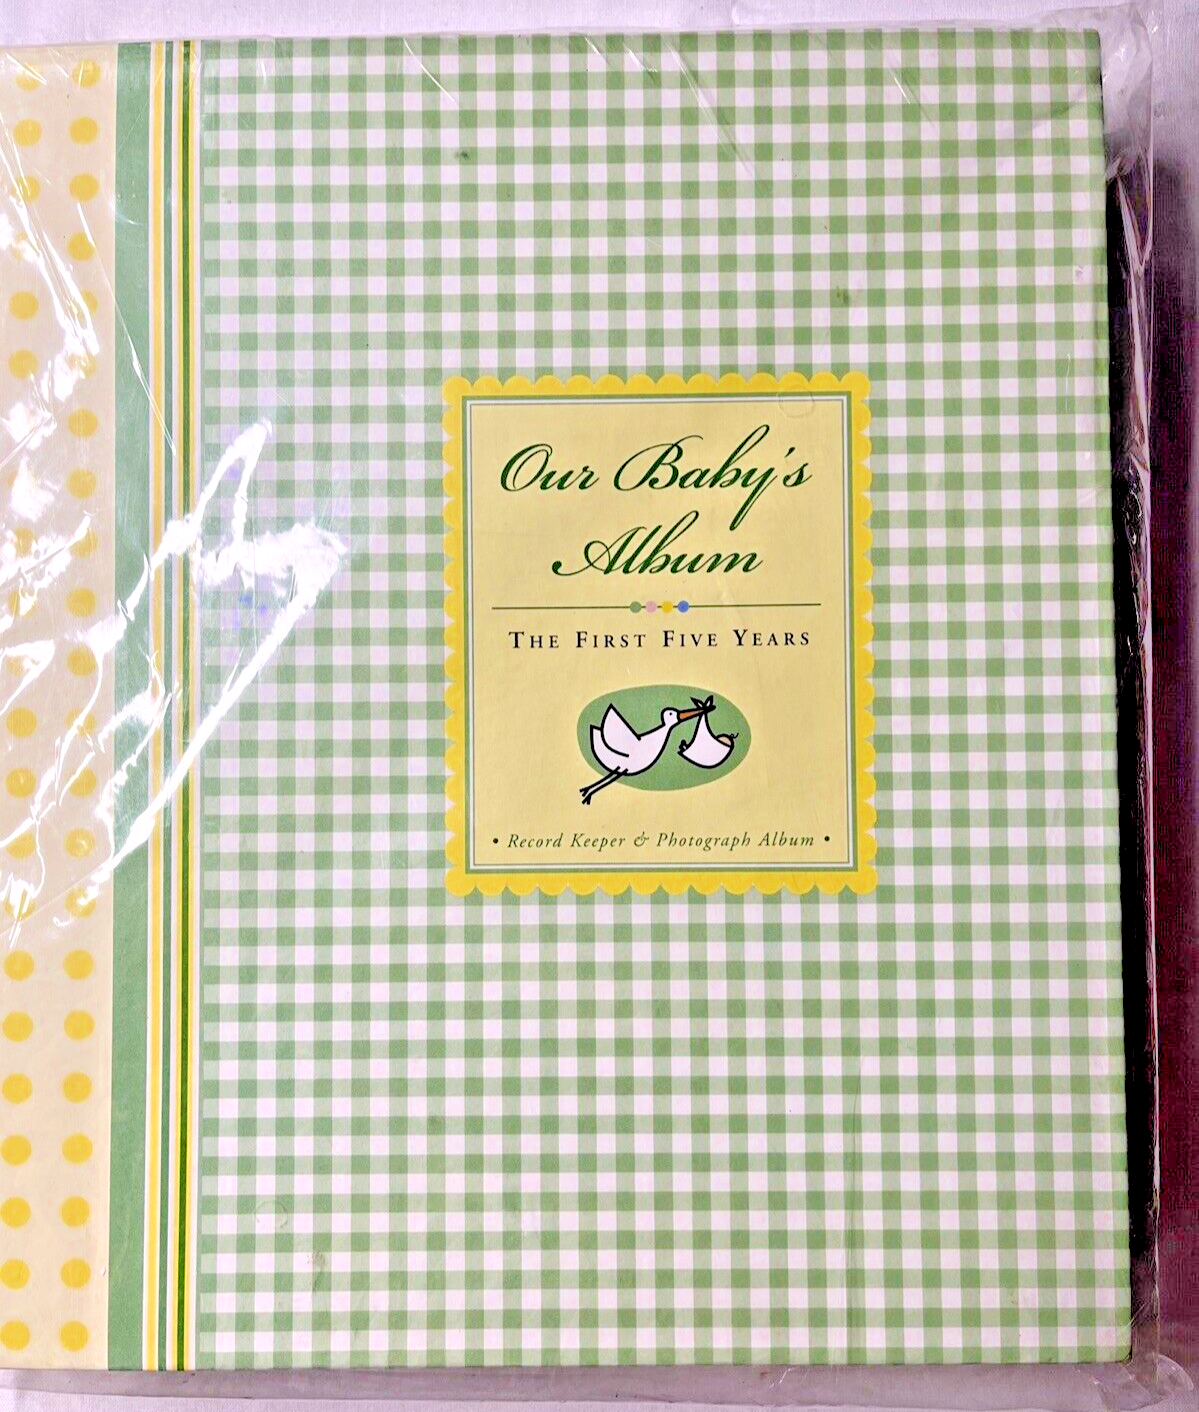 Our Baby's
Album
The First Five Years
• Record Keeper & Photograph Album •